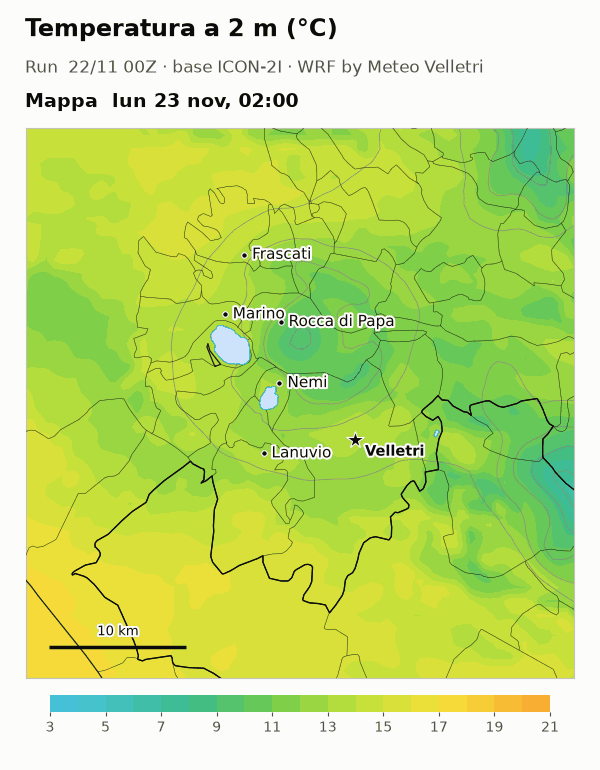 Temperatura a 2 m (°C)
Run  22/11 00Z · base ICON-2I · WRF by Meteo Velletri
Mappa  lun 23 nov, 02:00
Frascati
Marino
Rocca di Papa
Nemi
Velletri
Lanuvio
10 km
3 5 7 9 11 13 15 17 19 21